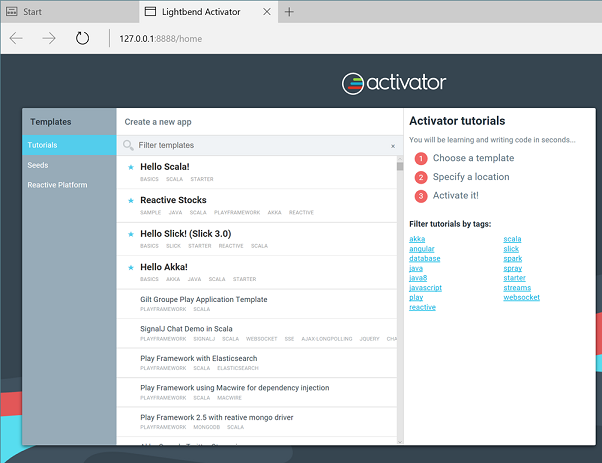 Start
Lightbend Activator
127.0.0.1:8888/home
activator
Templates
Tutorials
Seeds
Reactive Platform
Create a new app
Filter templates
Hello Scala!
BASICS SCALA STARTER
Reactive Stocks
SAMPLE JAVA SCALA PLAYFRAMEWORK AKKA REACTIVE
Hello Slick! (Slick 3.0)
BASICS SLICK STARTER REACTIVE SCALA
Hello Akka!
BASICS AKKA JAVA SCALA STARTER
Gilt Groupe Play Application Template
PLAYFRAMEWORK SCALA
SignalJ Chat Demo in Scala
PLAYFRAMEWORK SIGNALJ SCALA WEBSOCKET SSE AJAX-LONGPOLLING JQUERY CHA
Play Framework with Elasticsearch
PLAYFRAMEWORK SCALA ELASTICSEARCH
Play Framework using Macwire for dependency injection
PLAYFRAMEWORK SCALA MACWIRE
Play Framework 2.5 with reative mongo driver
PLAYFRAMEWORK MONGODB SCALA
Activator tutorials
You will be learning and writing code in seconds...
1 Choose a template
2 Specify a location
3 Activate it!
Filter tutorials by tags:
akka
angular
database
java
java8
javascript
play
reactive
scala
slick
spark
spray
starter
streams
websocket